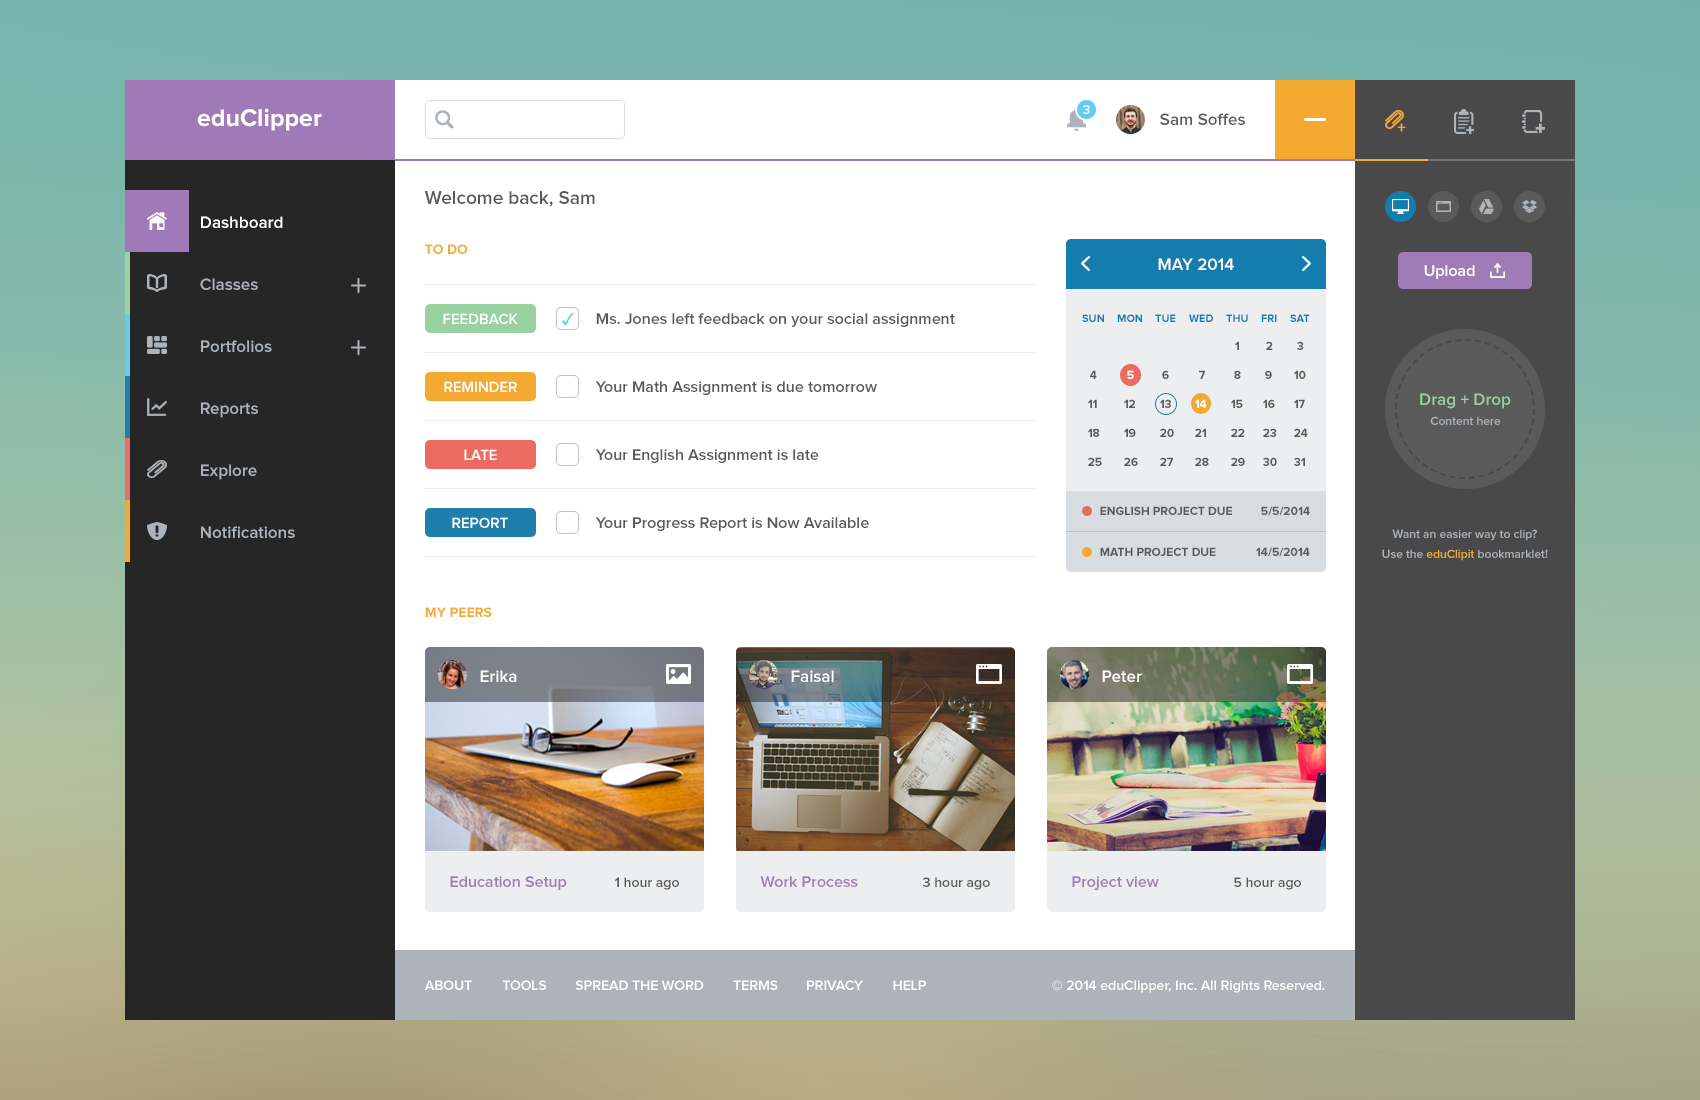 eduClipper
3
Sam Soffes
Dashboard
Classes
Portfolios
Reports
Explore
Notifications
Welcome back, Sam
TO DO
FEEDBACK Ms. Jones left feedback on your social assignment
REMINDER Your Math Assignment is due tomorrow
LATE Your English Assignment is late
REPORT Your Progress Report is Now Available
MAY 2014
SUN MON TUE WED THU FRI SAT
1 2 3
4 5 6 7 8 9 10
11 12 13 14 15 16 17
18 19 20 21 22 23 24
25 26 27 28 29 30 31
ENGLISH PROJECT DUE 5/5/2014
MATH PROJECT DUE 14/5/2014
MY PEERS
Erika
Education Setup 1 hour ago
Faisal
Work Process 3 hour ago
Peter
Project view 5 hour ago
Upload
Drag + Drop
Content here
Want an easier way to clip?
Use the eduClipit bookmarklet!
ABOUT TOOLS SPREAD THE WORD TERMS PRIVACY HELP
© 2014 eduClipper, Inc. All Rights Reserved.